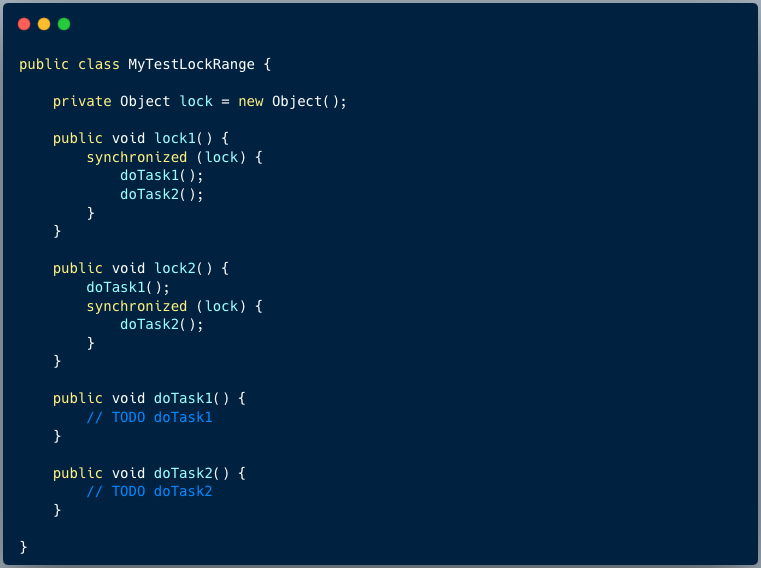 public class MyTestLockRange {
    private Object lock = new Object();
    public void lock1() {
        synchronized (lock) {
            doTask1();
            doTask2();
        }
    }
    public void lock2() {
        doTask1();
        synchronized (lock) {
            doTask2();
        }
    }
    public void doTask1() {
        // TODO doTask1
    }
    public void doTask2() {
        // TODO doTask2
    }
}